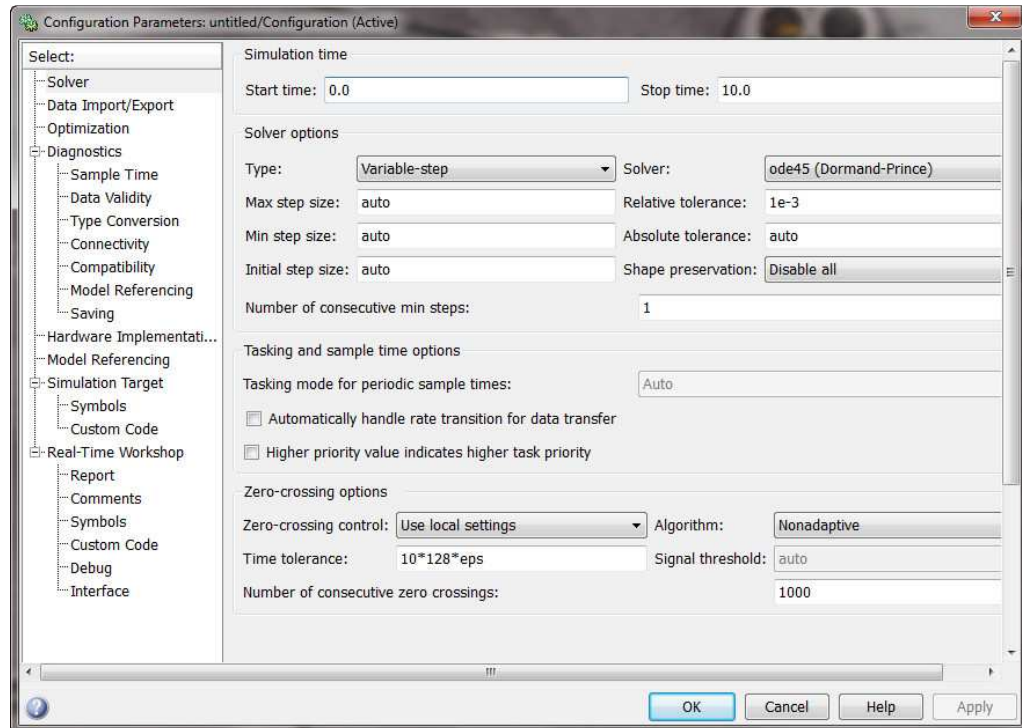 Configuration Parameters: untitled/Configuration (Active)
Select:
Solver
Data Import/Export
Optimization
Diagnostics
Sample Time
Data Validity
Type Conversion
Connectivity
Compatibility
Model Referencing
Saving
Hardware Implementati...
Model Referencing
Simulation Target
Symbols
Custom Code
Real-Time Workshop
Report
Comments
Symbols
Custom Code
Debug
Interface
Simulation time
Start time: 0.0 Stop time: 10.0
Solver options
Type: Variable-step Solver: ode45 (Dormand-Prince)
Max step size: auto Relative tolerance: 1e-3
Min step size: auto Absolute tolerance: auto
Initial step size: auto Shape preservation: Disable all
Number of consecutive min steps: 1
Tasking and sample time options
Tasking mode for periodic sample times: Auto
Automatically handle rate transition for data transfer
Higher priority value indicates higher task priority
Zero-crossing options
Zero-crossing control: Use local settings Algorithm: Nonadaptive
Time tolerance: 10*128*eps Signal threshold: auto
Number of consecutive zero crossings: 1000
OK Cancel Help Apply